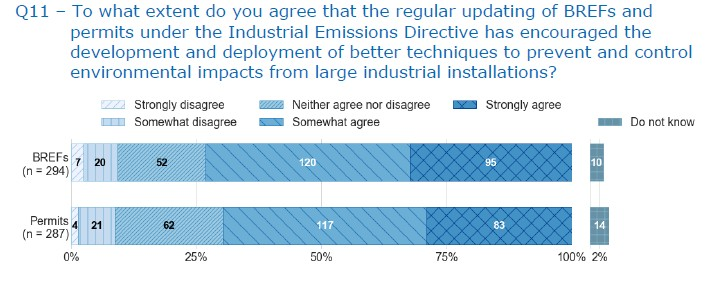 Q11 – To what extent do you agree that the regular updating of BREFs and
permits under the Industrial Emissions Directive has encouraged the
development and deployment of better techniques to prevent and control
environmental impacts from large industrial installations?
Strongly disagree Neither agree nor disagree Strongly agree
Somewhat disagree Somewhat agree Do not know
BREFs
(n = 294) 7 20 52 120 95 10
Permits
(n = 287) 4 21 62 117 83 14
0% 25% 50% 75% 100% 2%